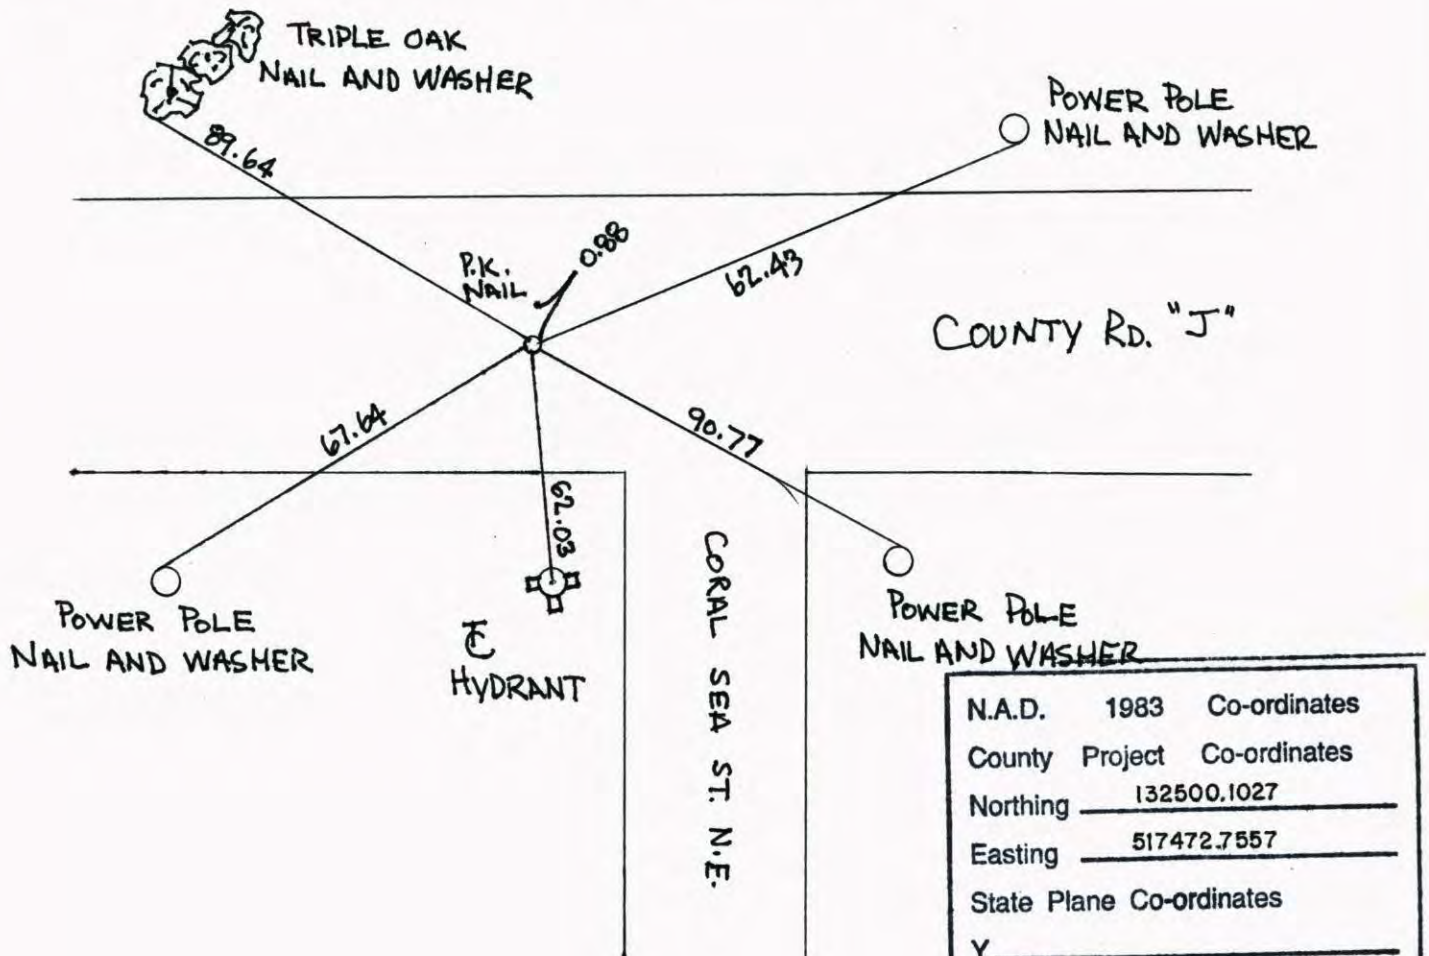 TRIPLE OAK
NAIL AND WASHER
POWER POLE
NAIL AND WASHER
89.64
P.K.
NAIL
0.88
62.43
COUNTY RD. "J"
67.64
90.77
62.03
CORAL SEA ST. N.E.
POWER POLE
NAIL AND WASHER
TC
HYDRANT
POWER POLE
NAIL AND WASHER
N.A.D. 1983 Co-ordinates
County Project Co-ordinates
Northing 132500.1027
Easting 517472.7557
State Plane Co-ordinates
Y